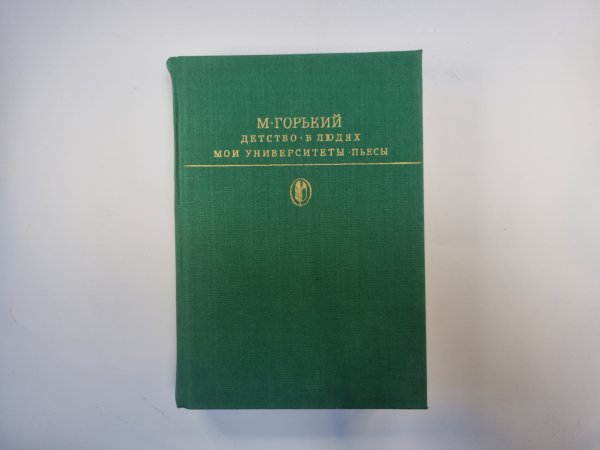 М·ГОРЬКИЙ
ДЕТСТВО·В ЛЮДЯХ
МОИ УНИВЕРСИТЕТЫ·ПЬЕСЫ